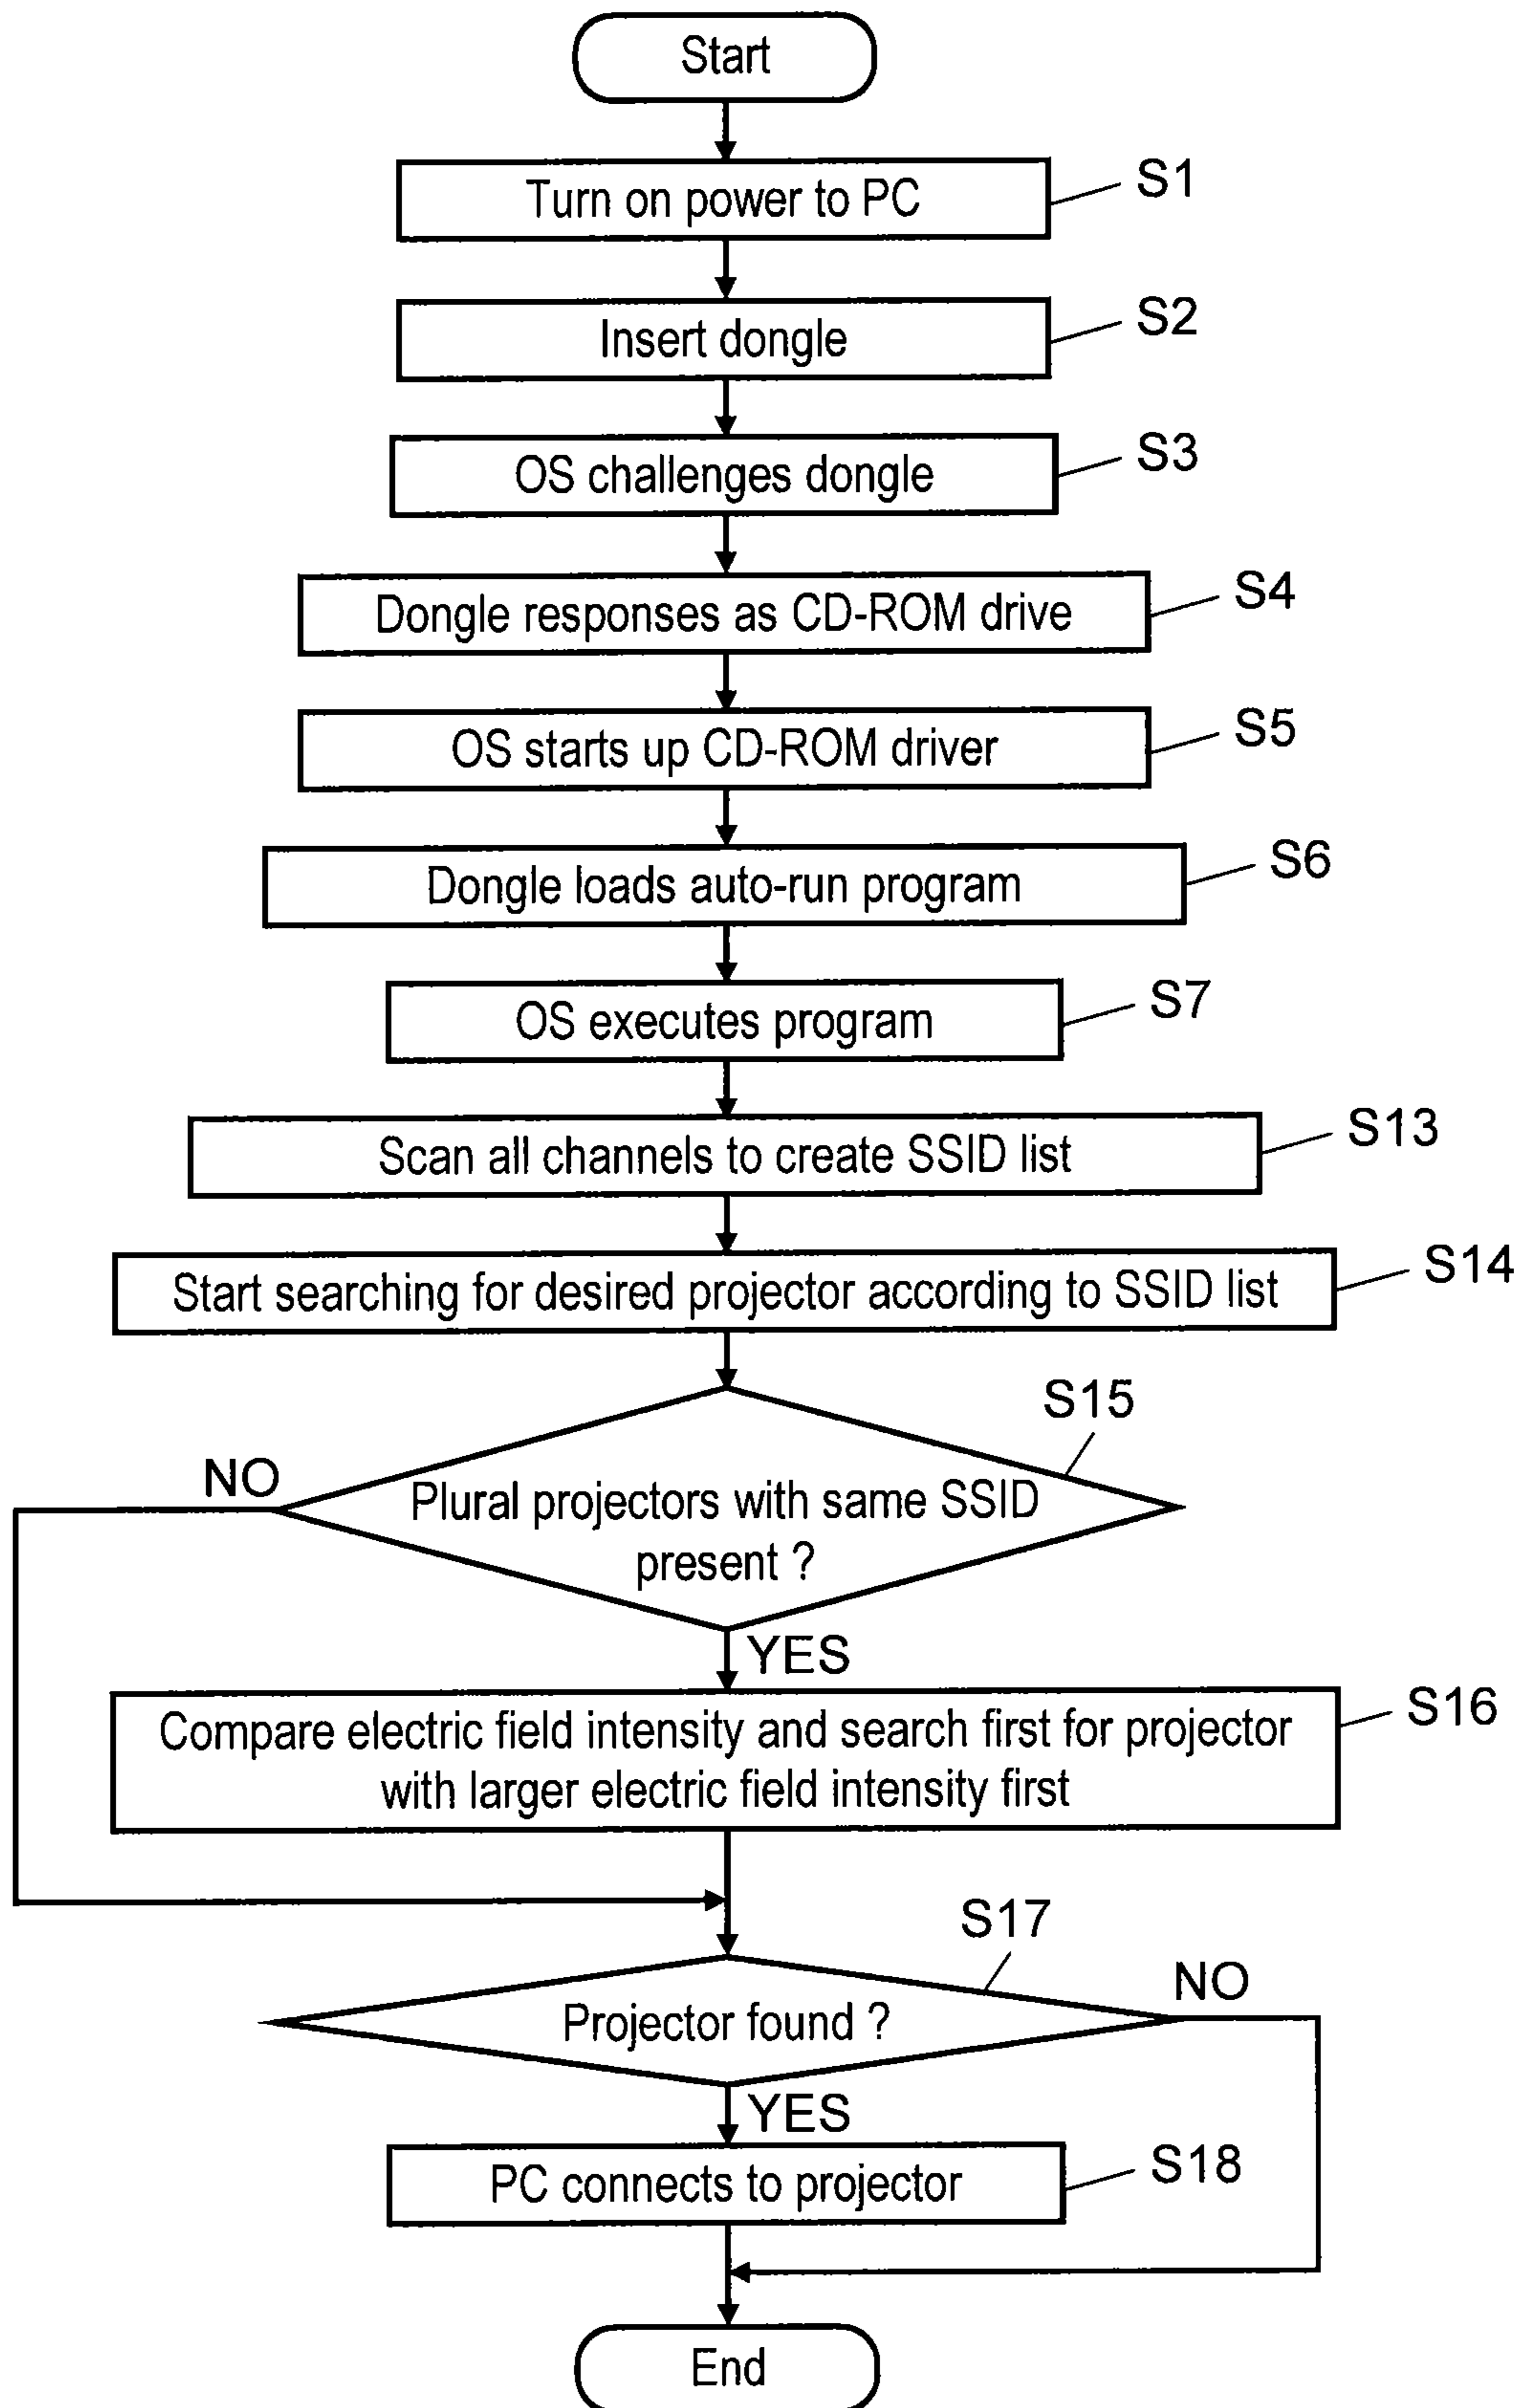 Start
Turn on power to PC
S1
Insert dongle
S2
OS challenges dongle
S3
Dongle responses as CD-ROM drive
S4
OS starts up CD-ROM driver
S5
Dongle loads auto-run program
S6
OS executes program
S7
Scan all channels to create SSID list
S13
Start searching for desired projector according to SSID list
S14
S15
NO
Plural projectors with same SSID
present ?
YES
Compare electric field intensity and search first for projector
with larger electric field intensity first
S16
S17
NO
Projector found ?
YES
PC connects to projector
S18
End